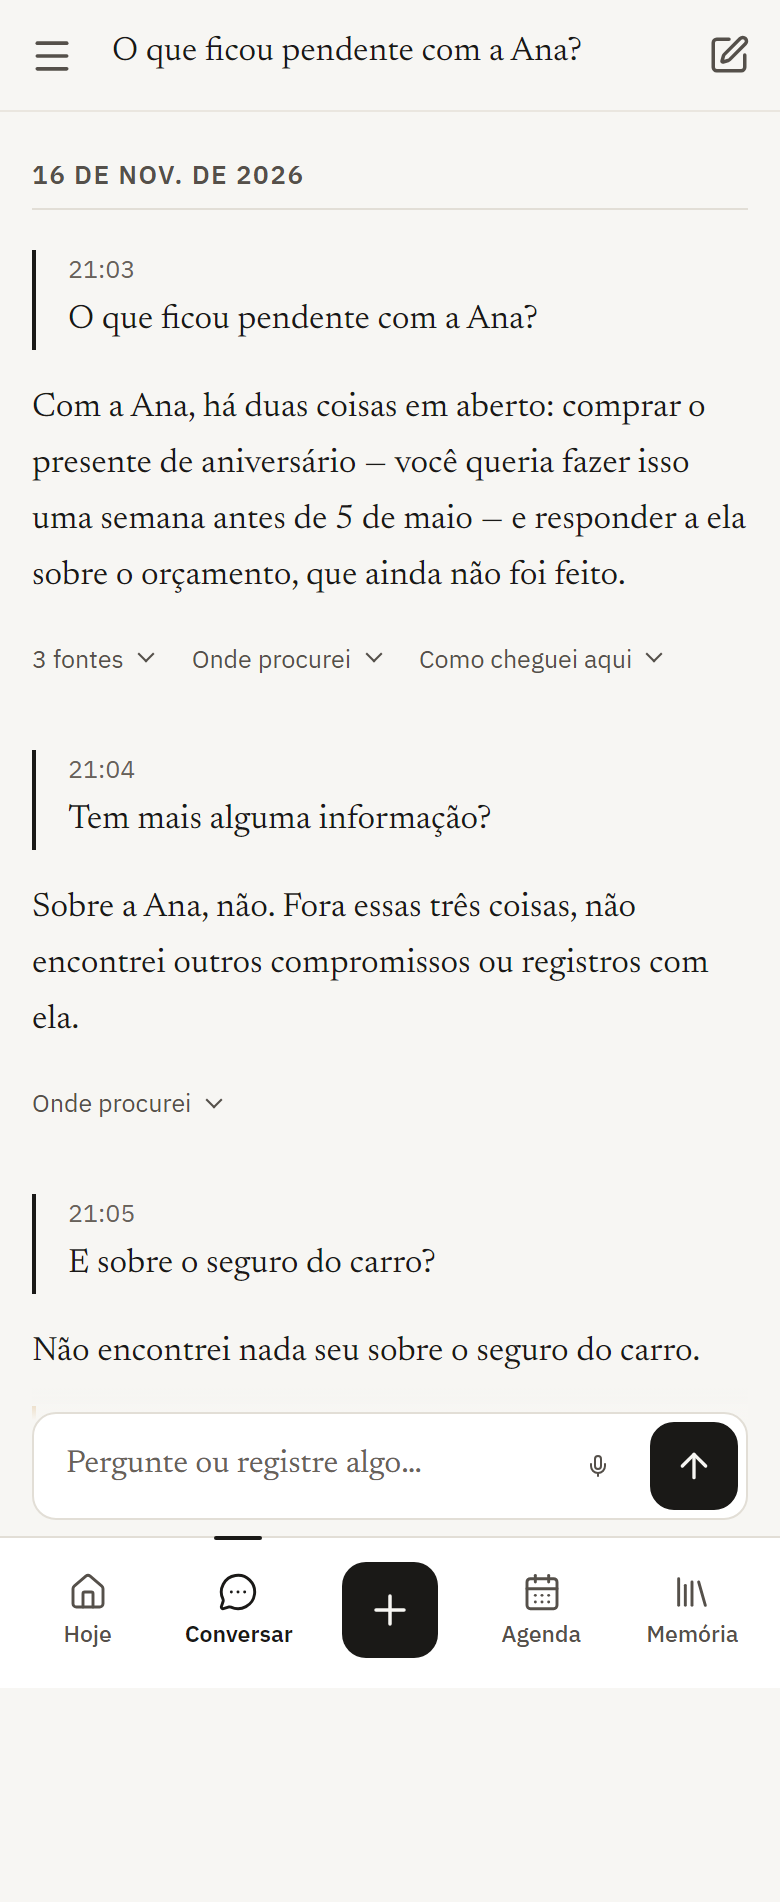 O que ficou pendente com a Ana?
16 DE NOV. DE 2026
21:03
O que ficou pendente com a Ana?
Com a Ana, há duas coisas em aberto: comprar o
presente de aniversário – você queria fazer isso
uma semana antes de 5 de maio – e responder a ela
sobre o orçamento, que ainda não foi feito.
3 fontes Onde procurei Como cheguei aqui
21:04
Tem mais alguma informação?
Sobre a Ana, não. Fora essas três coisas, não
encontrei outros compromissos ou registros com
ela.
Onde procurei
21:05
E sobre o seguro do carro?
Não encontrei nada seu sobre o seguro do carro.
Pergunte ou registre algo...
Hoje Conversar Agenda Memória